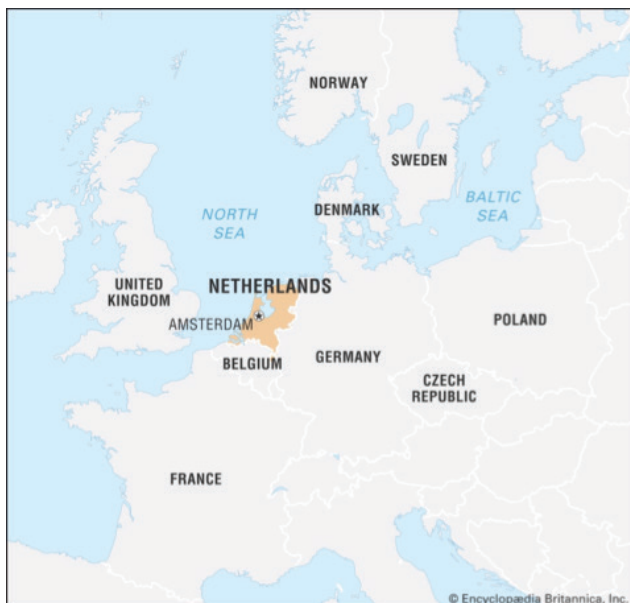 NORWAY
SWEDEN
BALTIC
SEA
NORTH
SEA
DENMARK
UNITED
KINGDOM
NETHERLANDS
AMSTERDAM
POLAND
BELGIUM
GERMANY
CZECH
REPUBLIC
FRANCE
© Encyclopædia Britannica, Inc.